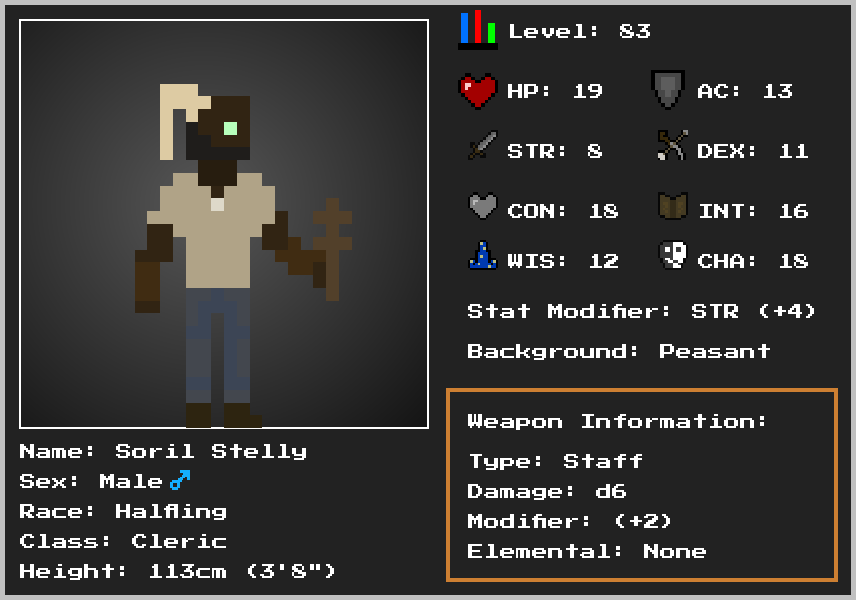 Level: 83
HP: 19 AC: 13
STR: 8 DEX: 11
CON: 18 INT: 16
WIS: 12 CHA: 18
Stat Modifier: STR (+4)
Background: Peasant
Weapon Information:
Type: Staff
Damage: d6
Modifier: (+2)
Elemental: None
Name: Soril Stelly
Sex: Male ♂
Race: Halfling
Class: Cleric
Height: 113cm (3'8")